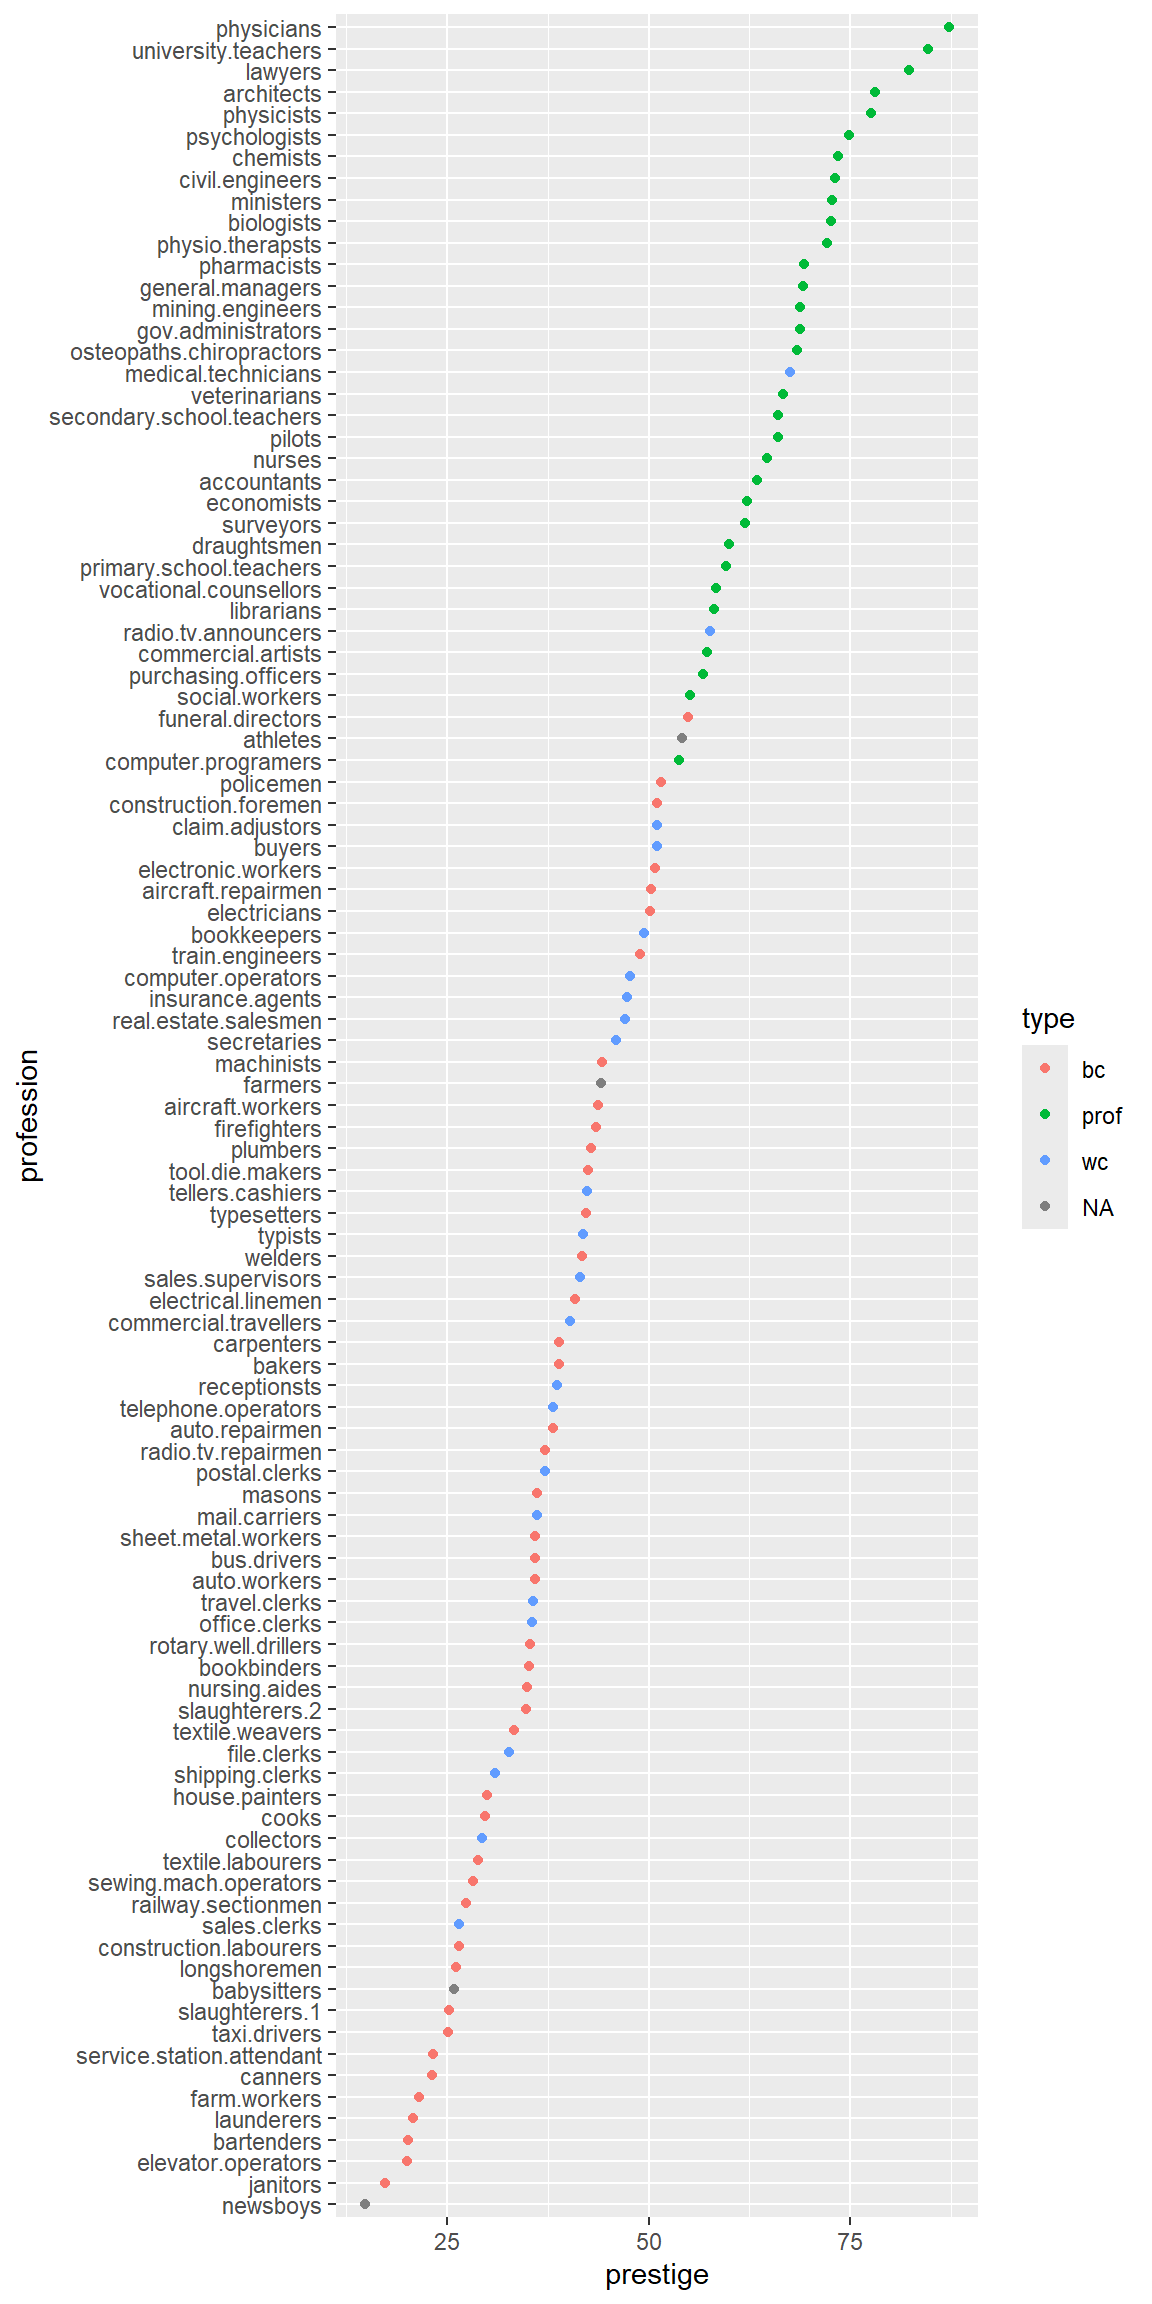 physicians
university.teachers
lawyers
architects
physicists
psychologists
chemists
civil.engineers
ministers
biologists
physio.therapsts
pharmacists
general.managers
mining.engineers
gov.administrators
osteopaths.chiropractors
medical.technicians
veterinarians
secondary.school.teachers
pilots
nurses
accountants
economists
surveyors
draughtsmen
primary.school.teachers
vocational.counsellors
librarians
radio.tv.announcers
commercial.artists
purchasing.officers
social.workers
funeral.directors
athletes
computer.programers
policemen
construction.foremen
claim.adjustors
buyers
electronic.workers
aircraft.repairmen
electricians
bookkeepers
train.engineers
computer.operators
insurance.agents
real.estate.salesmen
secretaries
machinists
farmers
aircraft.workers
firefighters
plumbers
tool.die.makers
tellers.cashiers
typesetters
typists
welders
sales.supervisors
electrical.linemen
commercial.travellers
carpenters
bakers
receptionsts
telephone.operators
auto.repairmen
radio.tv.repairmen
postal.clerks
masons
mail.carriers
sheet.metal.workers
bus.drivers
auto.workers
travel.clerks
office.clerks
rotary.well.drillers
bookbinders
nursing.aides
slaughterers.2
textile.weavers
file.clerks
shipping.clerks
house.painters
cooks
collectors
textile.labourers
sewing.mach.operators
railway.sectionmen
sales.clerks
construction.labourers
longshoremen
babysitters
slaughterers.1
taxi.drivers
service.station.attendant
canners
farm.workers
launderers
bartenders
elevator.operators
janitors
newsboys
profession
25 50 75
prestige
type
bc
prof
wc
NA